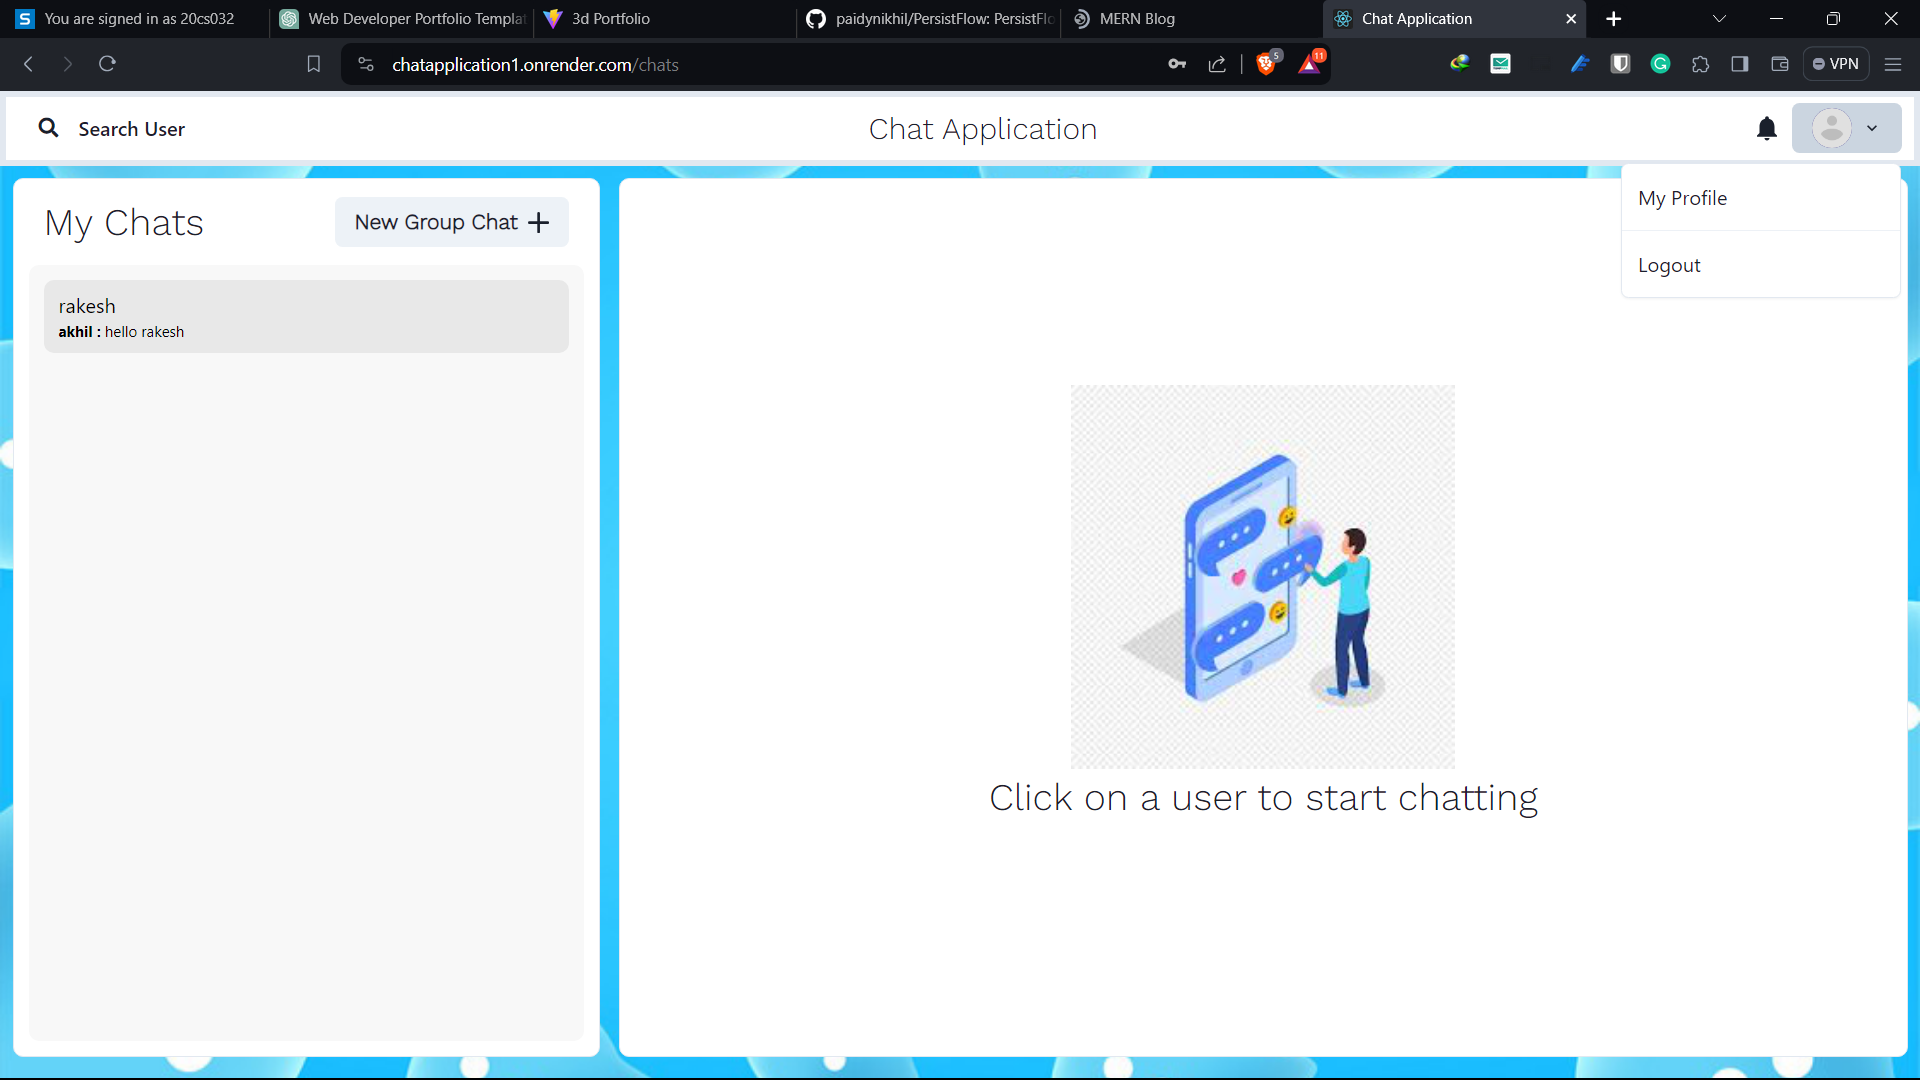 You are signed in as 20cs032
Web Developer Portfolio Templat
3d Portfolio
paidynikhil/PersistFlow: PersistFlo
MERN Blog
Chat Application
chatapplication1.onrender.com/chats
5
11
VPN
Search User
Chat Application
My Profile
Logout
My Chats
New Group Chat +
rakesh
akhil : hello rakesh
Click on a user to start chatting